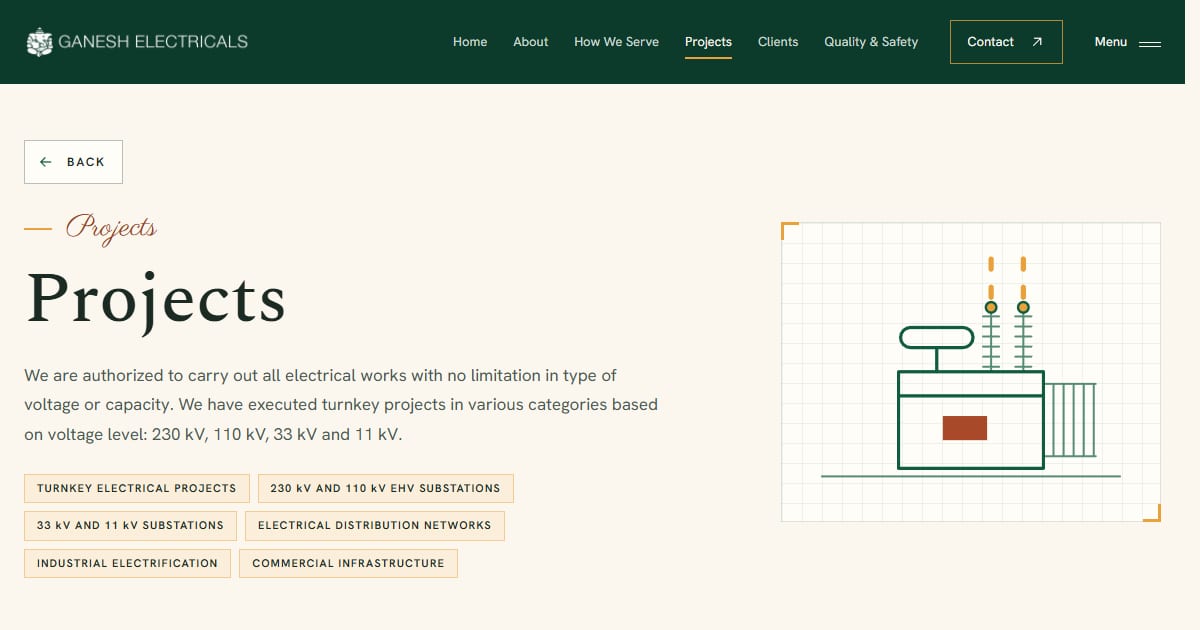 GANESH ELECTRICALS
Home About How We Serve Projects Clients Quality & Safety Contact Menu
BACK
Projects
Projects
We are authorized to carry out all electrical works with no limitation in type of
voltage or capacity. We have executed turnkey projects in various categories based
on voltage level: 230 kV, 110 kV, 33 kV and 11 kV.
TURNKEY ELECTRICAL PROJECTS 230 kV AND 110 kV EHV SUBSTATIONS
33 kV AND 11 kV SUBSTATIONS ELECTRICAL DISTRIBUTION NETWORKS
INDUSTRIAL ELECTRIFICATION COMMERCIAL INFRASTRUCTURE